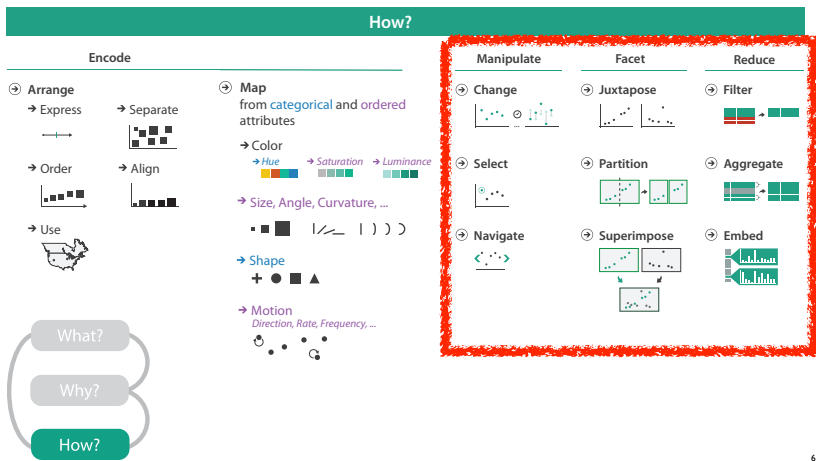 How?
Encode
Arrange
Express
Separate
Order
Align
Use
Map
from categorical and ordered
attributes
Color
Hue
Saturation
Luminance
Size, Angle, Curvature, ...
Shape
Motion
Direction, Rate, Frequency, ...
Manipulate
Change
...
Select
Navigate
Facet
Juxtapose
Partition
Superimpose
Reduce
Filter
Aggregate
Embed
What?
Why?
How?
6